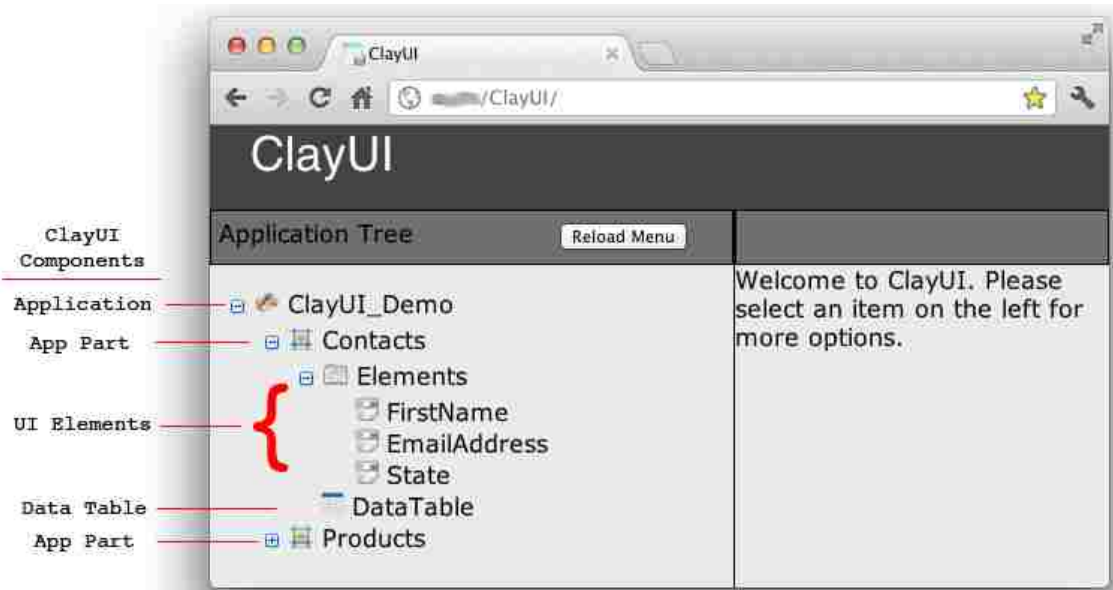 ClayUI
/ClayUI/
ClayUI
ClayUI
Components
Application Tree
Reload Menu
Welcome to ClayUI. Please
select an item on the left for
more options.
Application
ClayUI_Demo
App Part
Contacts
Elements
UI Elements
FirstName
EmailAddress
State
Data Table
DataTable
App Part
Products